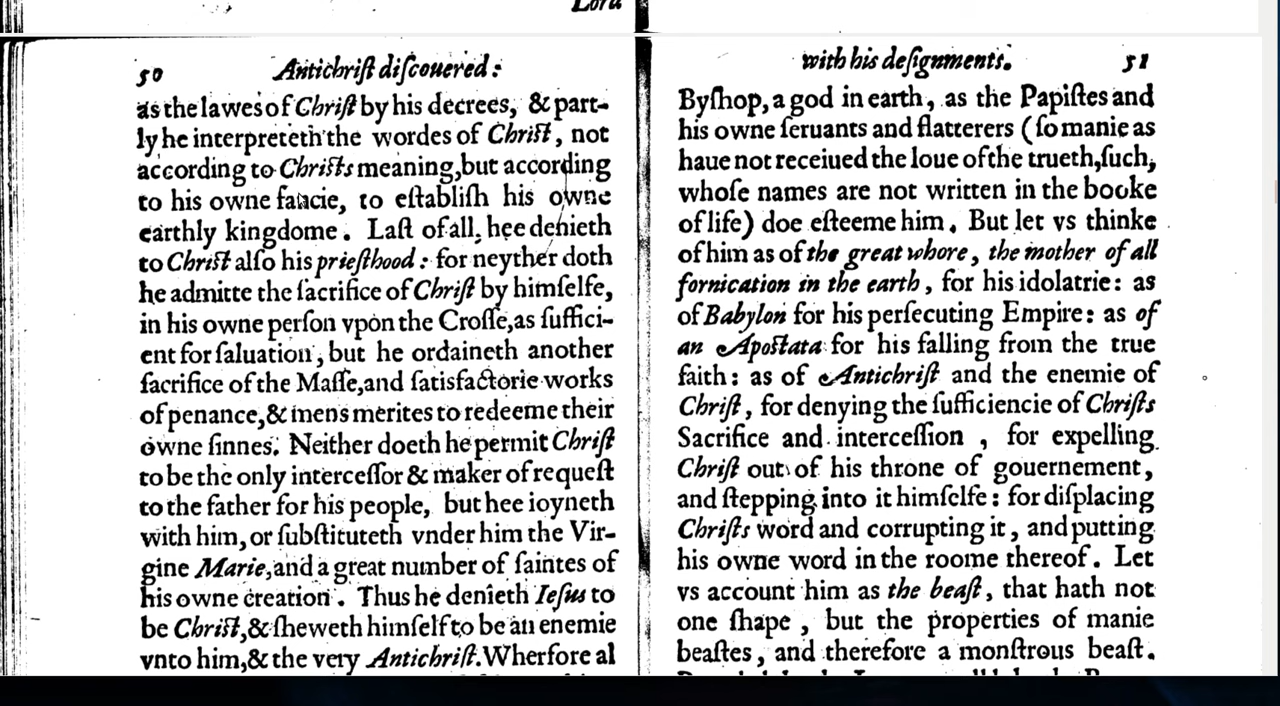 Lord
50
Antichriſt diſcouered:
as the lawes of Chriſt by his decrees, & part-
ly he interpreteth the wordes of Chriſt, not
according to Chriſts meaning, but according
to his owne fancie, to eſtabliſh his owne
earthly kingdome. Laſt of all, hee denieth
to Chriſt alſo his prieſthood: for neyther doth
he admitte the ſacrifice of Chriſt by himſelfe,
in his owne perſon vpon the Croſſe, as ſuffici-
ent for ſaluation, but he ordaineth another
ſacrifice of the Maſſe, and ſatisfactorie works
of penance, & mens merites to redeeme their
owne ſinnes. Neither doeth he permit Chriſt
to be the only interceſſor & maker of requeſt
to the father for his people, but hee ioyneth
with him, or ſubſtituteth vnder him the Vir-
gine Marie, and a great number of ſaintes of
his owne creation. Thus he denieth Ieſus to
be Chriſt, & ſheweth himſelf to be an enemie
vnto him, & the very Antichriſt. Wherfore al
with his deſignments.
51
Byſhop, a god in earth, as the Papiſtes and
his owne ſeruants and flatterers (ſo manie as
haue not receiued the loue of the trueth, ſuch,
whoſe names are not written in the booke
of life) doe eſteeme him. But let vs thinke
of him as of the great whore, the mother of all
fornication in the earth, for his idolatrie: as
of Babylon for his perſecuting Empire: as of
an Apoſtata for his falling from the true
faith: as of Antichriſt and the enemie of
Chriſt, for denying the ſufficiencie of Chriſts
Sacrifice and interceſſion, for expelling
Chriſt out of his throne of gouernement,
and ſtepping into it himſelfe: for diſplacing
Chriſts word and corrupting it, and putting
his owne word in the roome thereof. Let
vs account him as the beaſt, that hath not
one ſhape, but the properties of manie
beaſtes, and therefore a monſtrous beaſt.